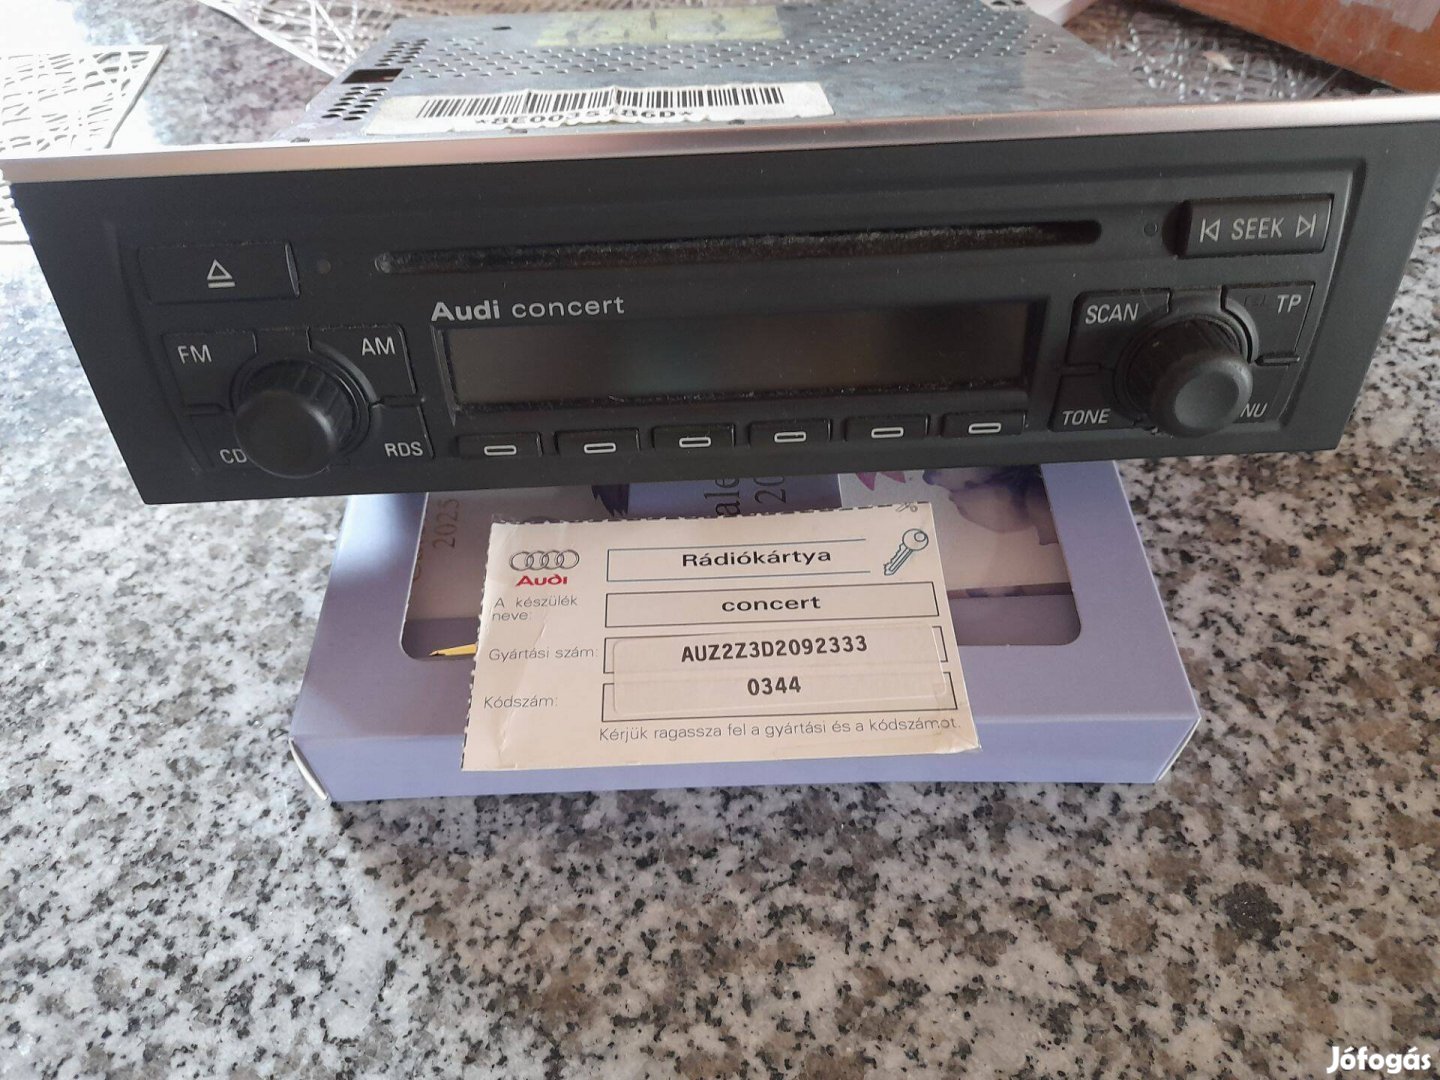 SEEK
Audi concert
FM
AM
CD
RDS
SCAN
TP
TONE
2025
Audi
Rádiókártya
A készülék
neve:
concert
Gyártási szám:
AUZ2Z3D2092333
Kódszám:
0344
Kérjük ragassza fel a gyártási és a kódszámot.
Jófogás